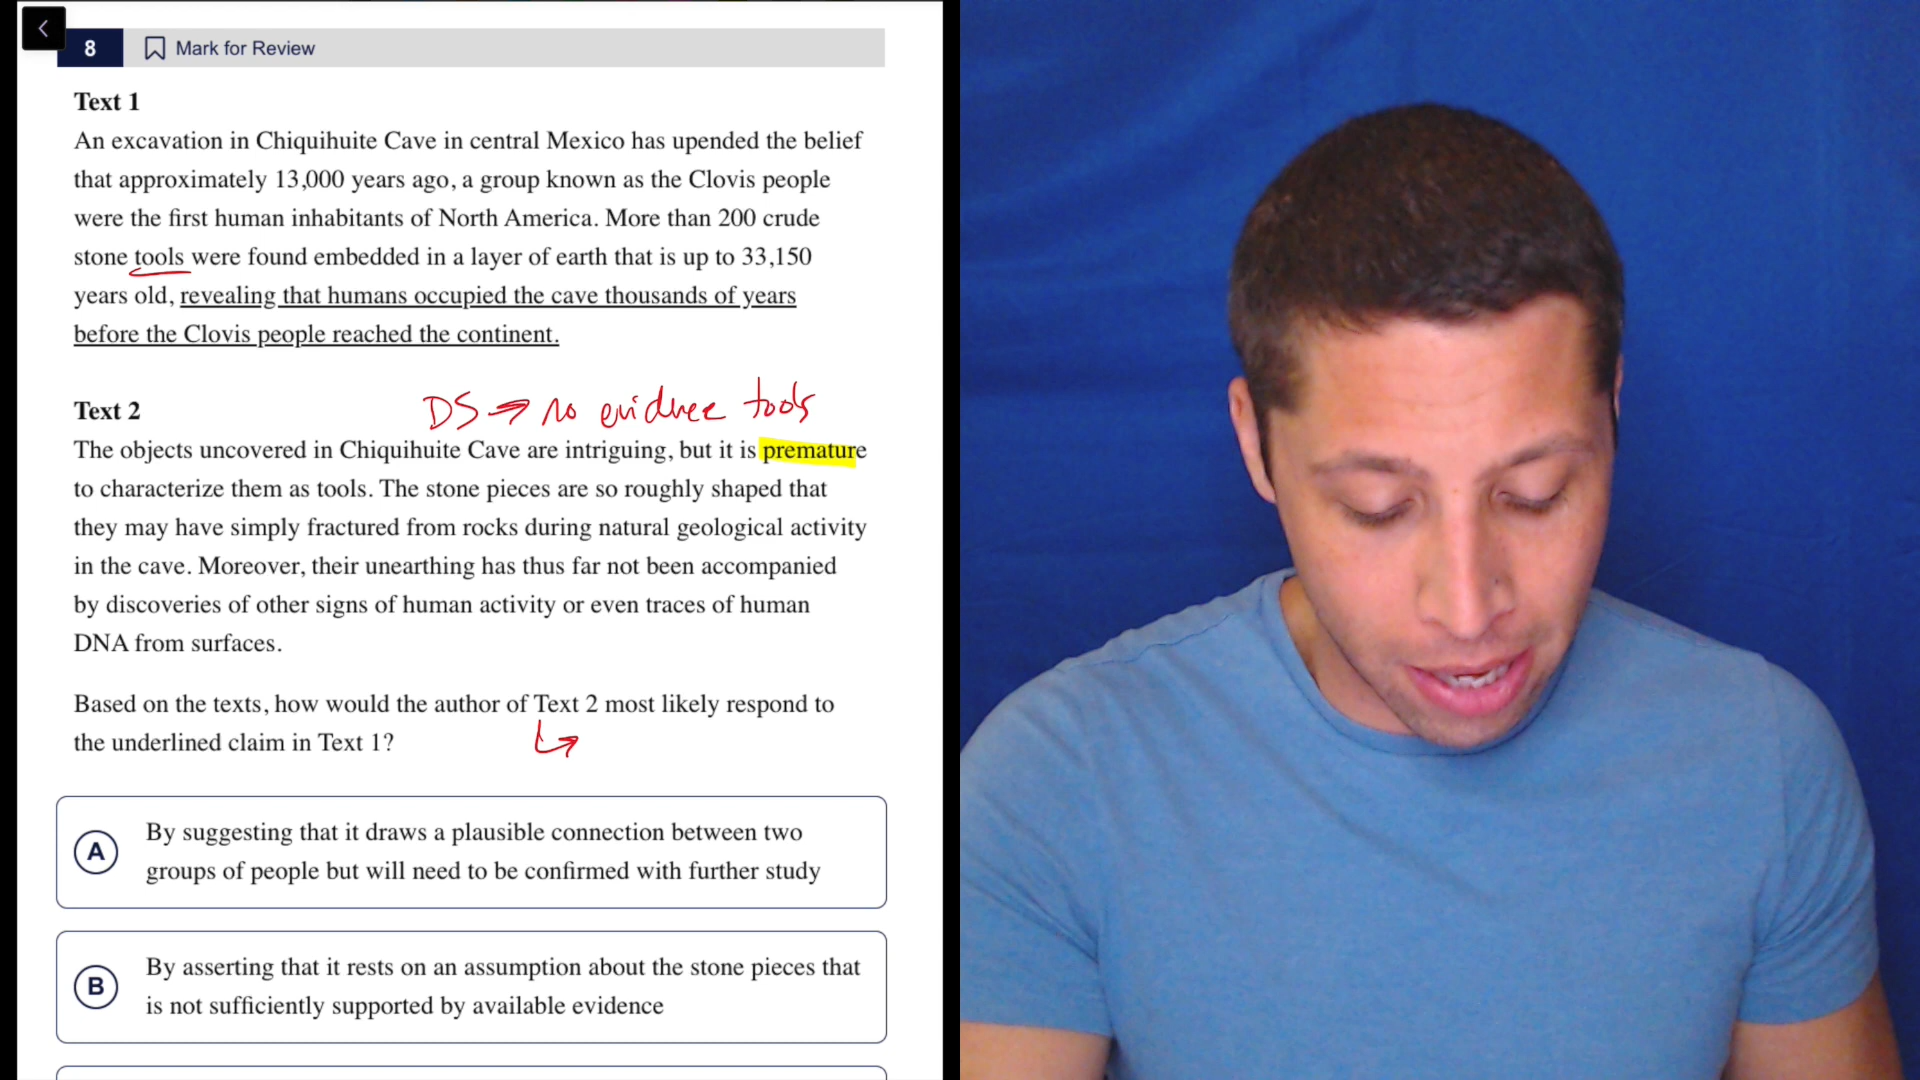 8 Mark for Review
Text 1
An excavation in Chiquihuite Cave in central Mexico has upended the belief
that approximately 13,000 years ago, a group known as the Clovis people
were the first human inhabitants of North America. More than 200 crude
stone tools were found embedded in a layer of earth that is up to 33,150
years old, revealing that humans occupied the cave thousands of years
before the Clovis people reached the continent.
DS → no evidence tools
Text 2
The objects uncovered in Chiquihuite Cave are intriguing, but it is premature
to characterize them as tools. The stone pieces are so roughly shaped that
they may have simply fractured from rocks during natural geological activity
in the cave. Moreover, their unearthing has thus far not been accompanied
by discoveries of other signs of human activity or even traces of human
DNA from surfaces.
Based on the texts, how would the author of Text 2 most likely respond to
the underlined claim in Text 1?
A By suggesting that it draws a plausible connection between two
groups of people but will need to be confirmed with further study
B By asserting that it rests on an assumption about the stone pieces that
is not sufficiently supported by available evidence